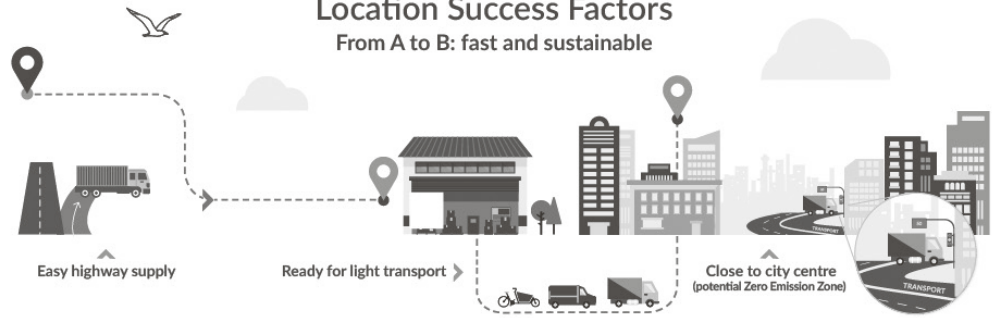 Location Success Factors
From A to B: fast and sustainable
Easy highway supply
Ready for light transport
Close to city centre
(potential Zero Emission Zone)
TRANSPORT
TRANSPORT